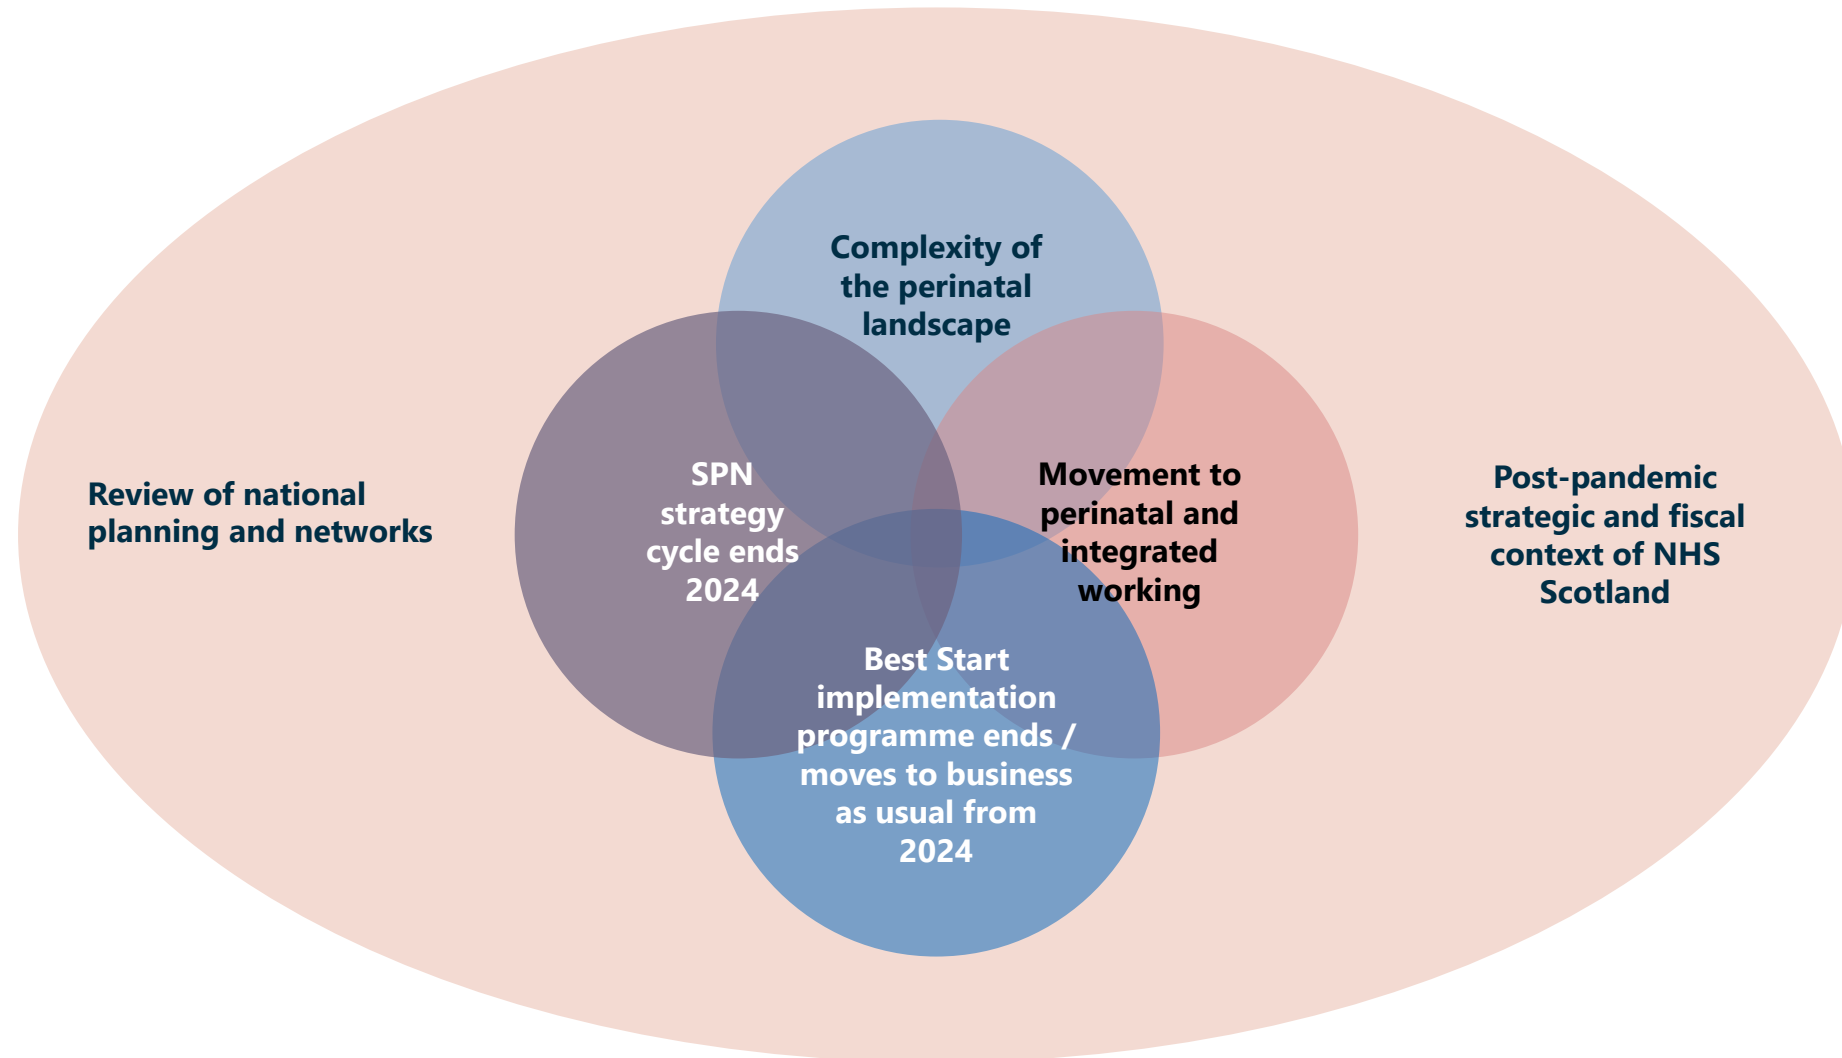 Complexity of
the perinatal
landscape
Review of national
planning and networks
SPN
strategy
cycle ends
2024
Movement to
perinatal and
integrated
working
Post-pandemic
strategic and fiscal
context of NHS
Scotland
Best Start
implementation
programme ends /
moves to business
as usual from
2024